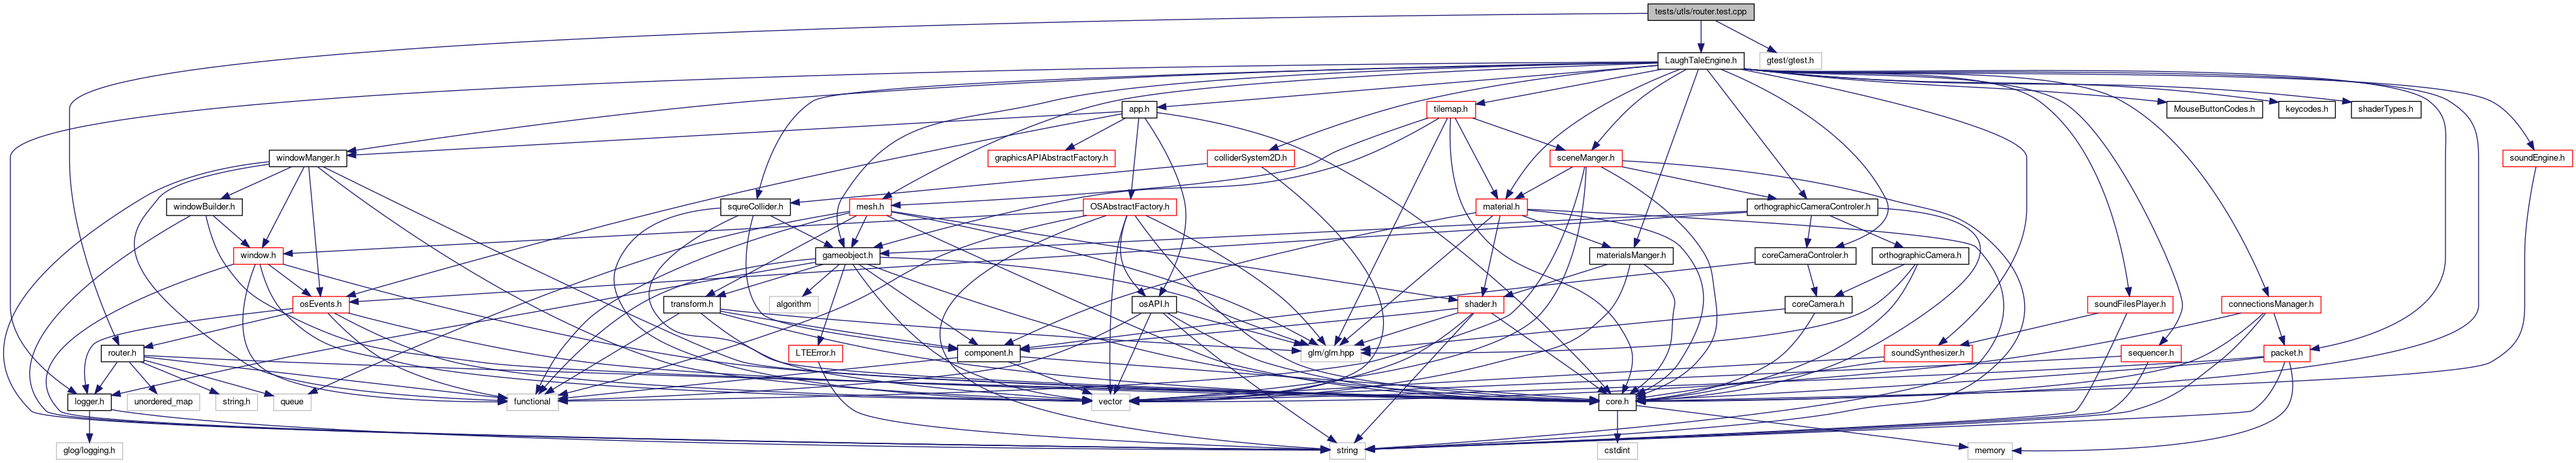 tests/utls/router.test.cpp
LaughTaleEngine.h
gtest/gtest.h
app.h
tilemap.h
MouseButtonCodes.h
keycodes.h
shaderTypes.h
windowManger.h
graphicsAPIAbstractFactory.h
colliderSystem2D.h
sceneManger.h
soundEngine.h
windowBuilder.h
squreCollider.h
mesh.h
OSAbstractFactory.h
material.h
orthographicCameraControler.h
window.h
gameobject.h
materialsManger.h
coreCameraControler.h
orthographicCamera.h
osEvents.h
transform.h
algorithm
osAPI.h
shader.h
coreCamera.h
soundFilesPlayer.h
connectionsManager.h
router.h
LTEError.h
component.h
glm/glm.hpp
soundSynthesizer.h
sequencer.h
packet.h
logger.h
unordered_map
string.h
queue
functional
vector
core.h
glog/logging.h
string
cstdint
memory